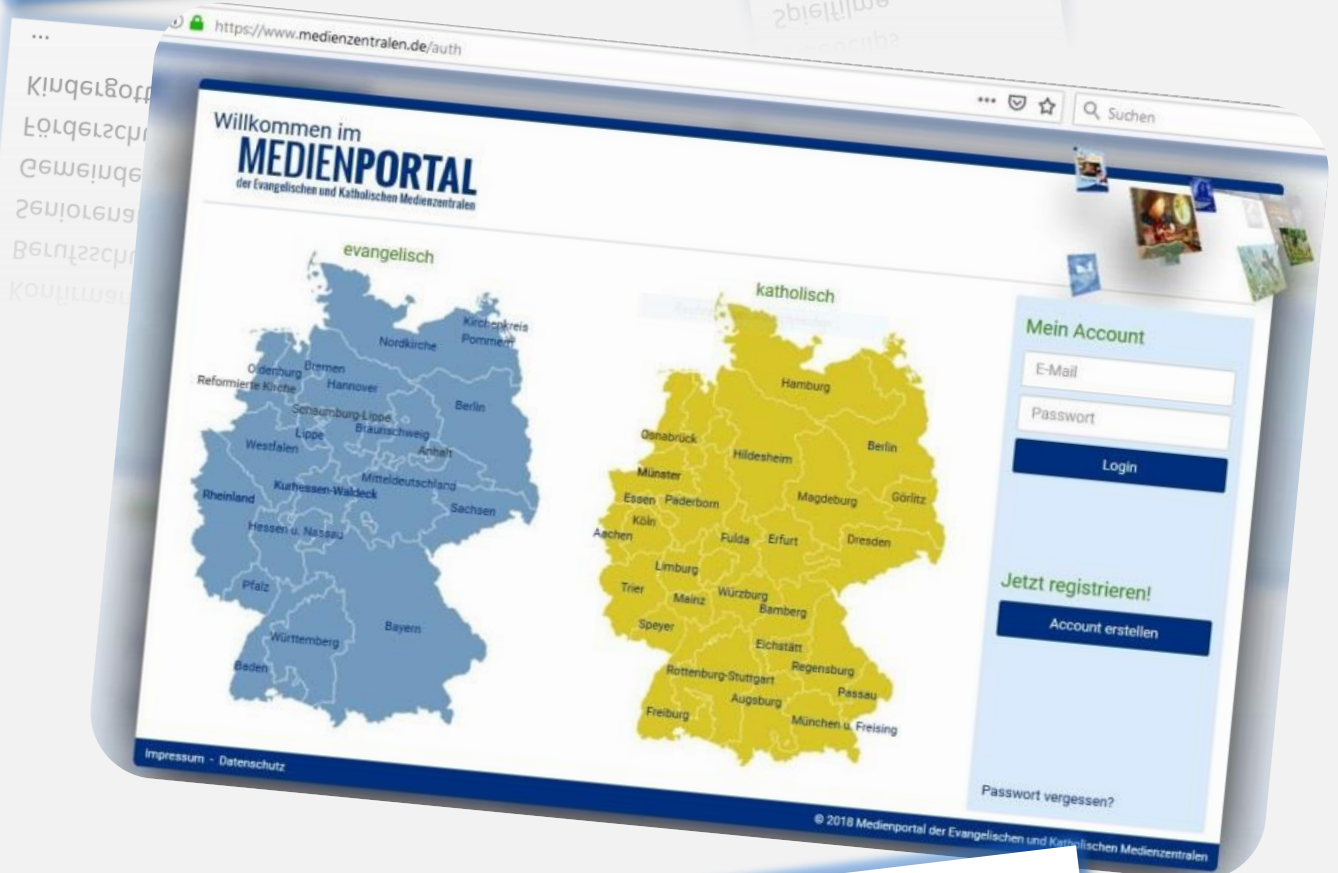 Spielfilme
...
Kindergott
Fördersch
Gemeinde
Seniorena
Berufssch
Konfirmar
https://www.medienzentralen.de/auth
Suchen
Willkommen im
MEDIENPORTAL
der Evangelischen und Katholischen Medienzentralen
evangelisch
Kirchenkreis
Pommern
Nordkirche
Oldenburg
Bremen
Reformierte Kirche
Hannover
Berlin
Schaumburg-Lippe
Lippe
Braunschweig
Westfalen
Anhalt
Mitteldeutschland
Kurhessen-Waldeck
Rheinland
Sachsen
Hessen u. Nassau
Pfalz
Württemberg
Bayern
Baden
katholisch
Hamburg
Osnabrück
Hildesheim
Berlin
Münster
Essen
Paderborn
Magdeburg
Görlitz
Köln
Aachen
Fulda
Erfurt
Dresden
Limburg
Trier
Mainz
Würzburg
Bamberg
Speyer
Eichstätt
Rottenburg-Stuttgart
Regensburg
Augsburg
Passau
Freiburg
München u. Freising
Mein Account
E-Mail
Passwort
Login
Jetzt registrieren!
Account erstellen
Passwort vergessen?
Impressum - Datenschutz
© 2018 Medienportal der Evangelischen und Katholischen Medienzentralen